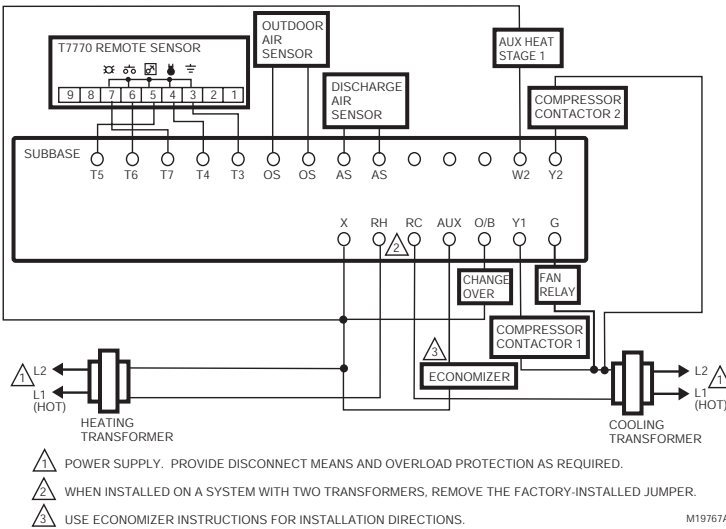 T7770 REMOTE SENSOR
9 8 7 6 5 4 3 2 1
OUTDOOR
AIR
SENSOR
DISCHARGE
AIR
SENSOR
AUX HEAT
STAGE 1
COMPRESSOR
CONTACTOR 2
SUBBASE
T5 T6 T7 T4 T3 OS OS AS AS W2 Y2
X RH RC AUX O/B Y1 G
2
CHANGE
OVER
FAN
RELAY
COMPRESSOR
CONTACTOR 1
3
ECONOMIZER
1 L2
L1
(HOT)
HEATING
TRANSFORMER
L2 1
L1
(HOT)
COOLING
TRANSFORMER
1 POWER SUPPLY. PROVIDE DISCONNECT MEANS AND OVERLOAD PROTECTION AS REQUIRED.
2 WHEN INSTALLED ON A SYSTEM WITH TWO TRANSFORMERS, REMOVE THE FACTORY-INSTALLED JUMPER.
3 USE ECONOMIZER INSTRUCTIONS FOR INSTALLATION DIRECTIONS.
M19767A